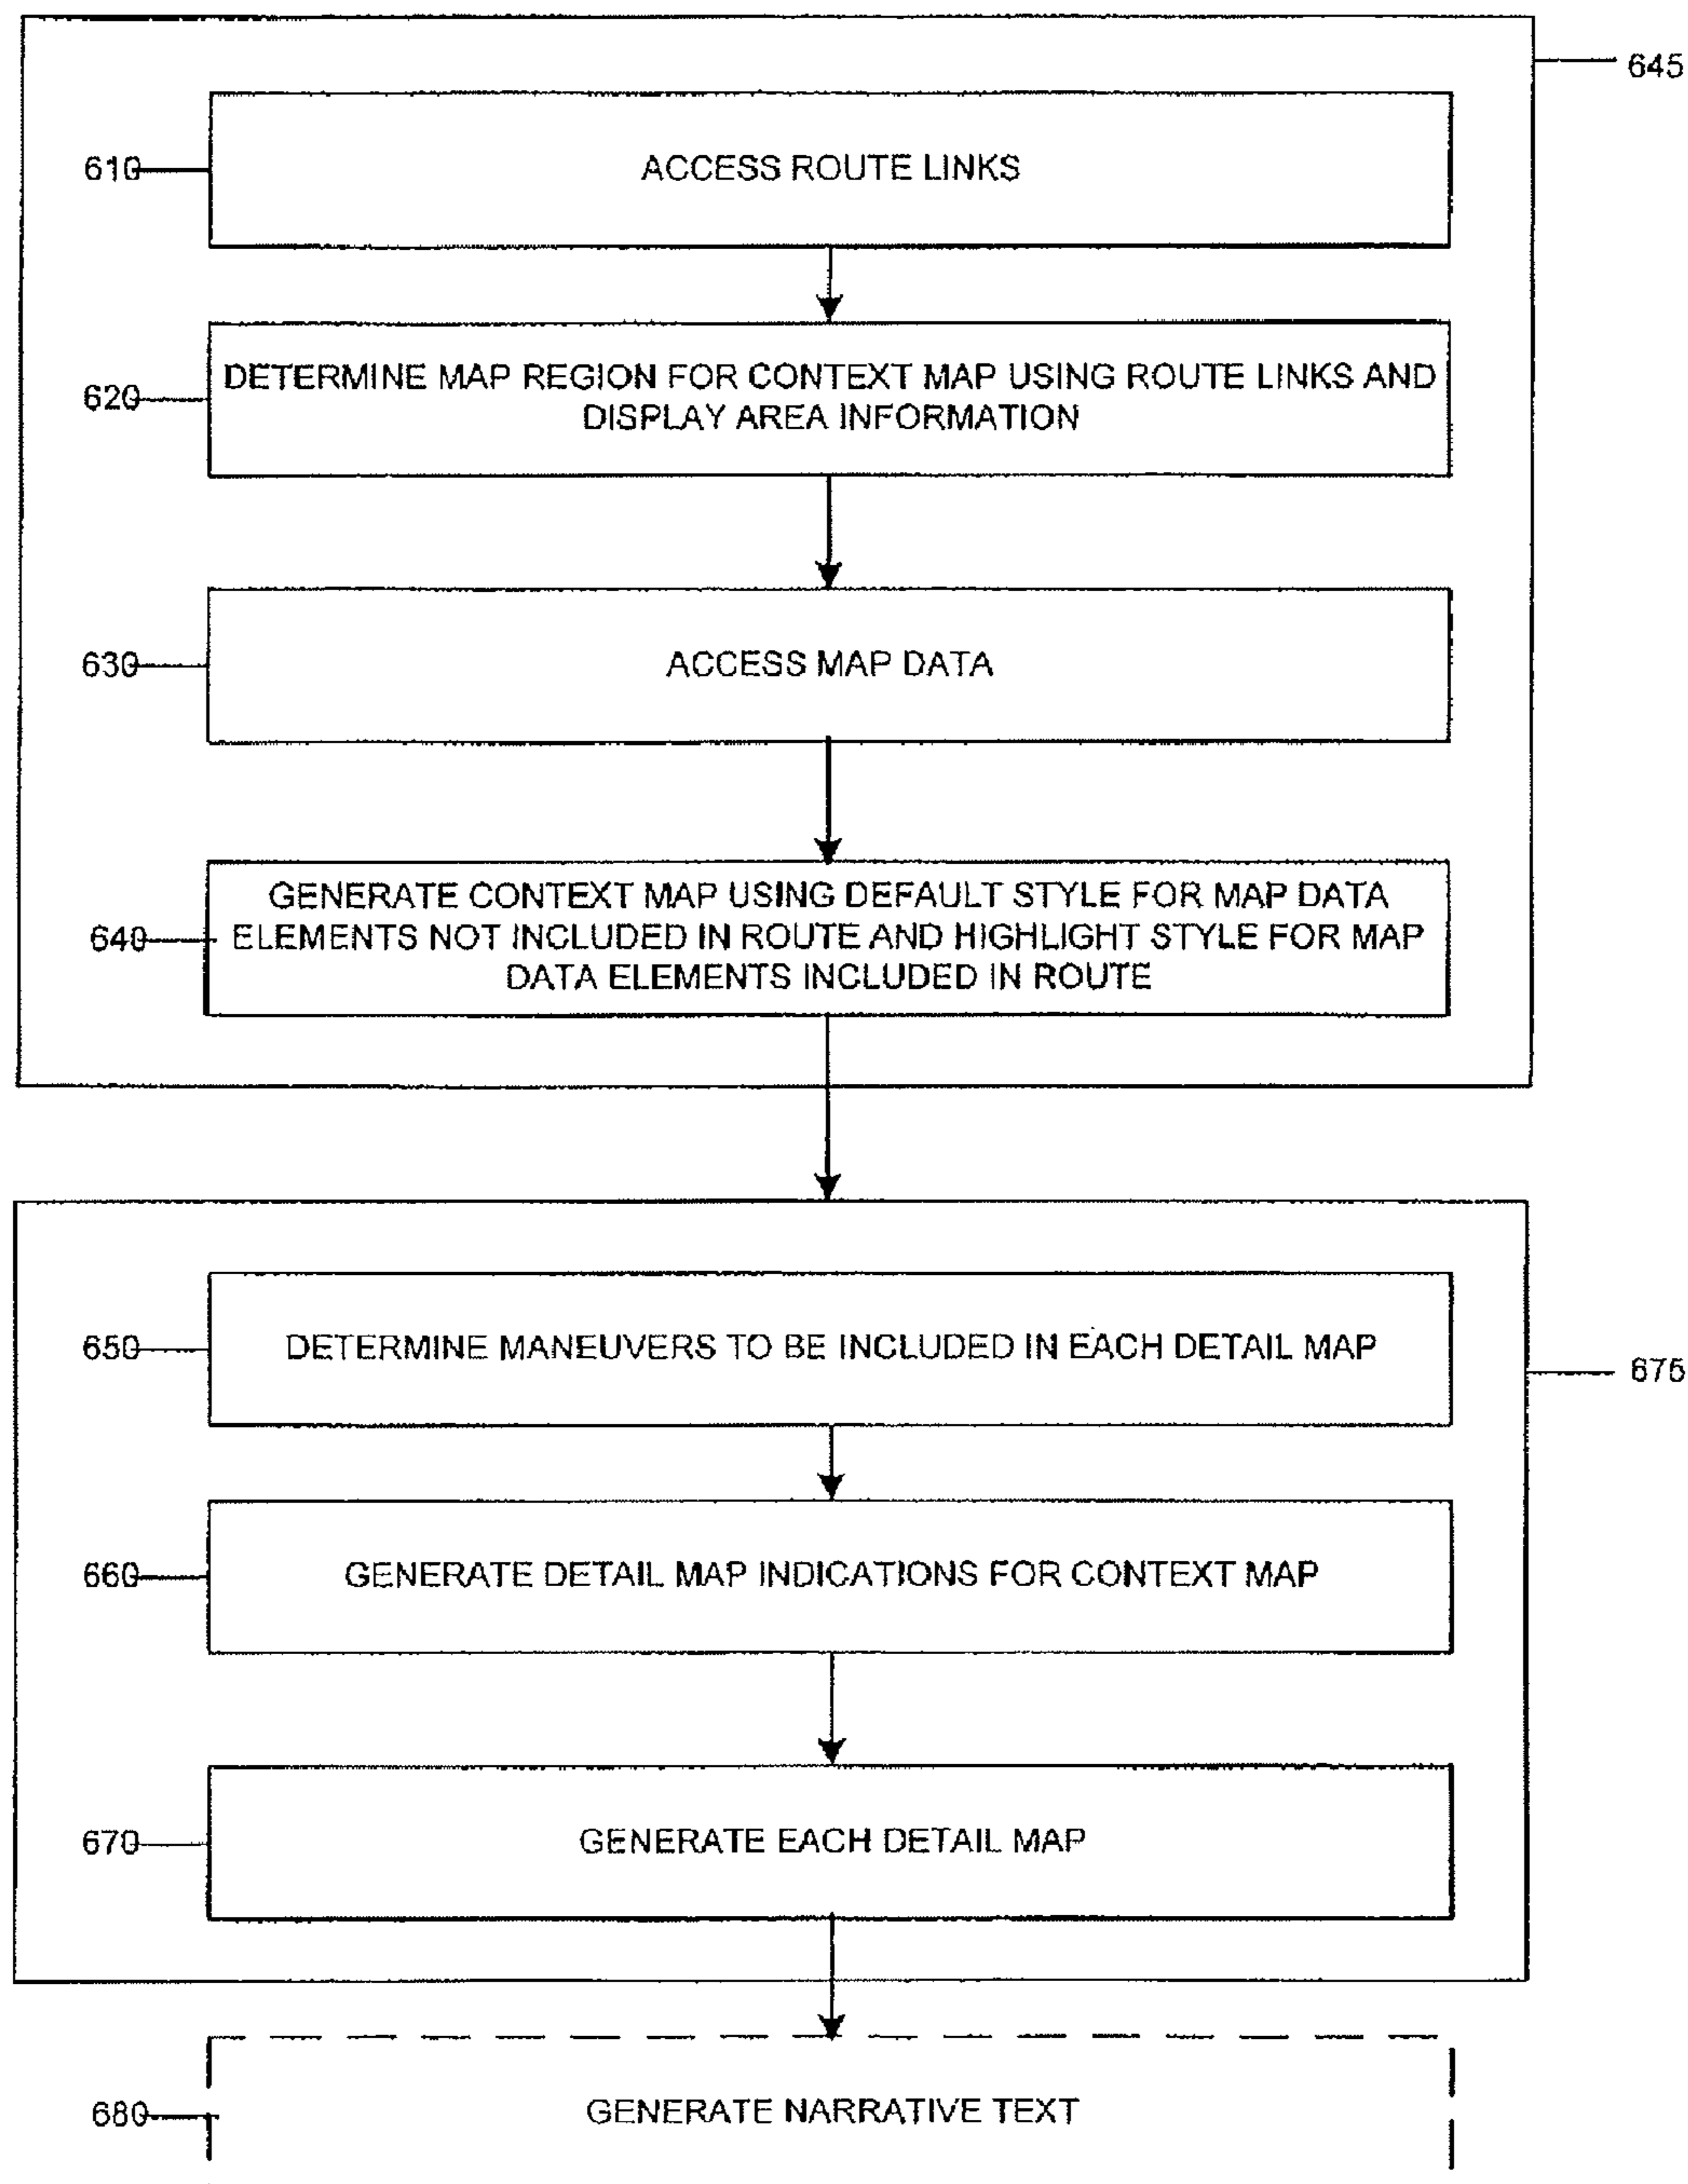 645
610
ACCESS ROUTE LINKS
620
DETERMINE MAP REGION FOR CONTEXT MAP USING ROUTE LINKS AND
DISPLAY AREA INFORMATION
630
ACCESS MAP DATA
640
GENERATE CONTEXT MAP USING DEFAULT STYLE FOR MAP DATA
ELEMENTS NOT INCLUDED IN ROUTE AND HIGHLIGHT STYLE FOR MAP
DATA ELEMENTS INCLUDED IN ROUTE
650
DETERMINE MANEUVERS TO BE INCLUDED IN EACH DETAIL MAP
675
660
GENERATE DETAIL MAP INDICATIONS FOR CONTEXT MAP
670
GENERATE EACH DETAIL MAP
680
GENERATE NARRATIVE TEXT